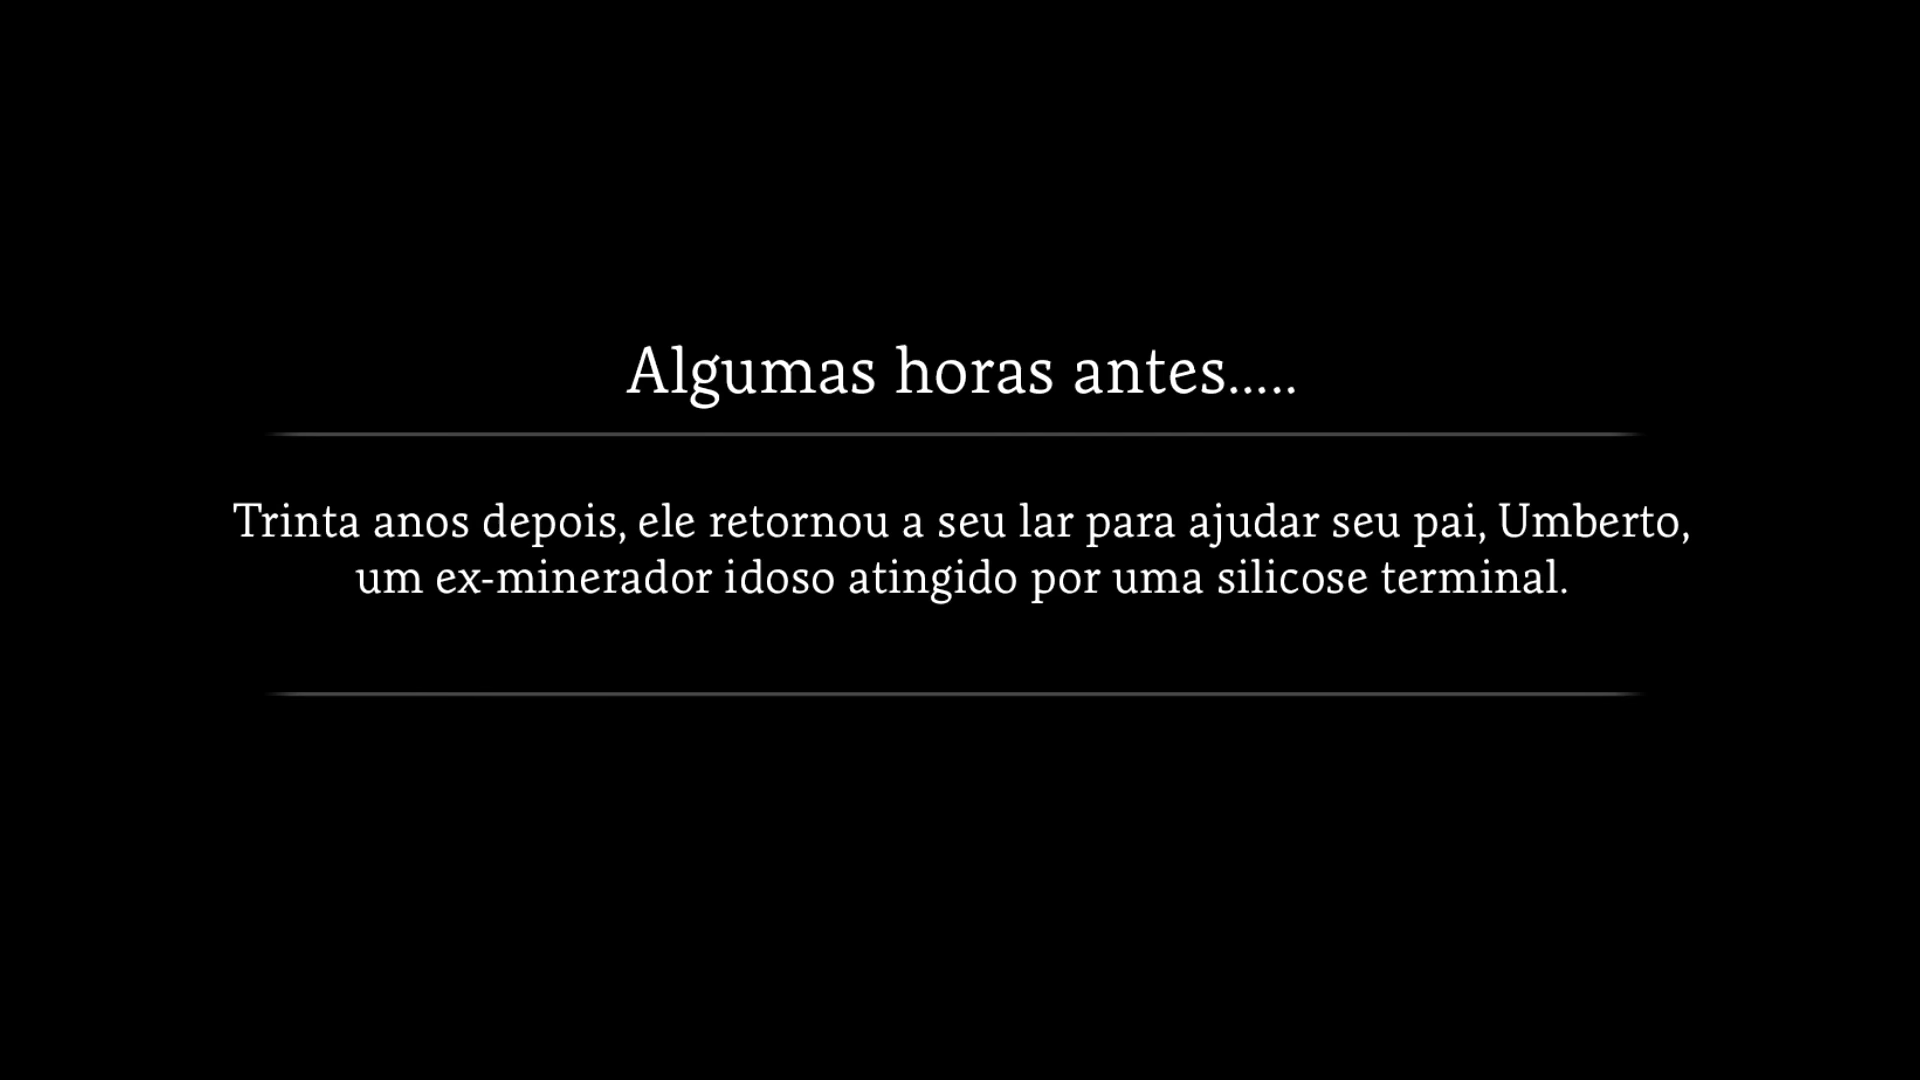 Algumas horas antes.....
Trinta anos depois, ele retornou a seu lar para ajudar seu pai, Umberto,
um ex-minerador idoso atingido por uma silicose terminal.